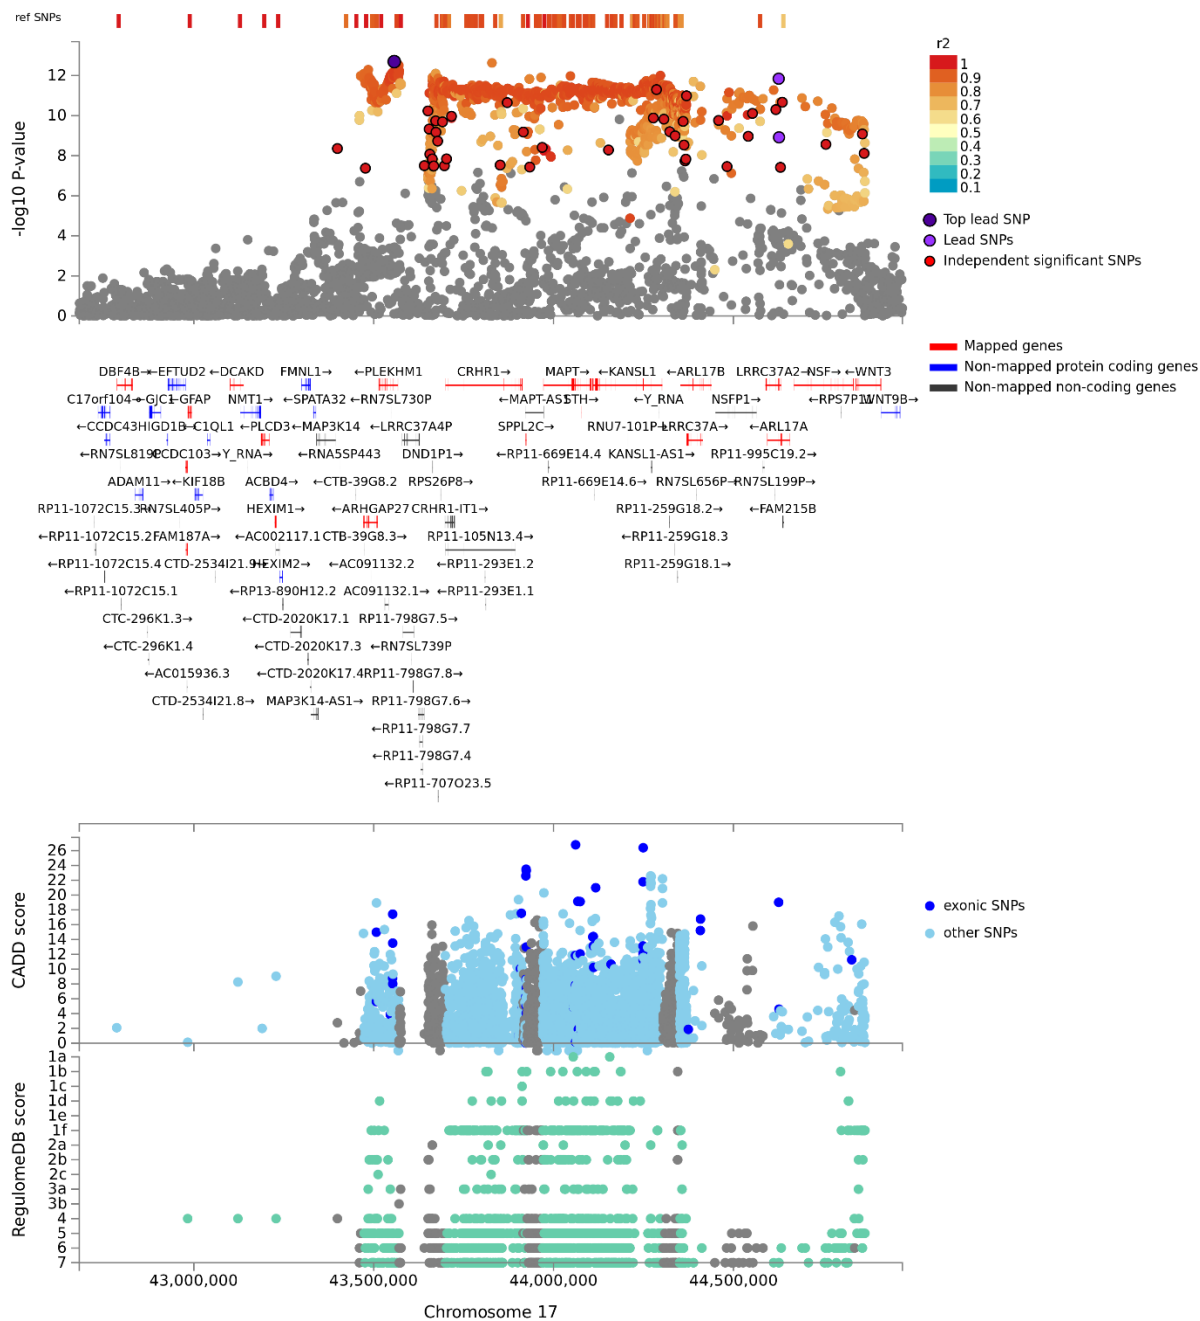 ref SNPs
r2
1
0.9
0.8
0.7
0.6
0.5
0.4
0.3
0.2
0.1
12
10
8
6
4
2
0
-log10 P-value
Top lead SNP
Lead SNPs
Independent significant SNPs
Mapped genes
Non-mapped protein coding genes
Non-mapped non-coding genes
DBF4B→ ←EFTUD2 ←DCAKD FMNL1→ ←PLEKHM1 CRHR1→ MAPT→ ←KANSL1 ←ARL17B LRRC37A2→ NSF→ ←WNT3
C17orf104→ ←GJC1 ←GFAP NMT1→ ←SPATA32 ←RN7SL730P ←MAPT-AS1 STH→ ←Y_RNA NSFP1→ ←RPS7P11 WNT9B→
←CCDC43 HIGD1B→ ←C1QL1 ←PLCD3 ←MAP3K14 ←LRRC37A4P SPPL2C→ RNU7-101P→ LRRC37A→ ←ARL17A
←RN7SL819P CCDC103→ Y_RNA→ ←RNA5SP443 DND1P1→ ←RP11-669E14.4 KANSL1-AS1→ RP11-995C19.2→
ADAM11→ ←KIF18B ACBD4→ ←CTB-39G8.2 RPS26P8→ RP11-669E14.6→ RN7SL656P→ RN7SL199P→
RP11-1072C15.3→ RN7SL405P→ HEXIM1→ ←ARHGAP27 CRHR1-IT1→ RP11-259G18.2→ ←FAM215B
←RP11-1072C15.2 FAM187A→ ←AC002117.1 CTB-39G8.3→ RP11-105N13.4→ ←RP11-259G18.3
←RP11-1072C15.4 CTD-2534I21.9→ HEXIM2→ ←AC091132.2 ←RP11-293E1.2 RP11-259G18.1→
←RP11-1072C15.1 ←RP13-890H12.2 AC091132.1→ ←RP11-293E1.1
CTC-296K1.3→ ←CTD-2020K17.1 RP11-798G7.5→
←CTC-296K1.4 ←CTD-2020K17.3 ←RN7SL739P
←AC015936.3 ←CTD-2020K17.4 RP11-798G7.8→
CTD-2534I21.8→ MAP3K14-AS1→ RP11-798G7.6→
←RP11-798G7.7
←RP11-798G7.4
←RP11-707O23.5
26
24
22
20
18
16
14
12
10
8
6
4
2
0
CADD score
exonic SNPs
other SNPs
1a
1b
1c
1d
1e
1f
2a
2b
2c
3a
3b
4
5
6
7
RegulomeDB score
43,000,000 43,500,000 44,000,000 44,500,000
Chromosome 17